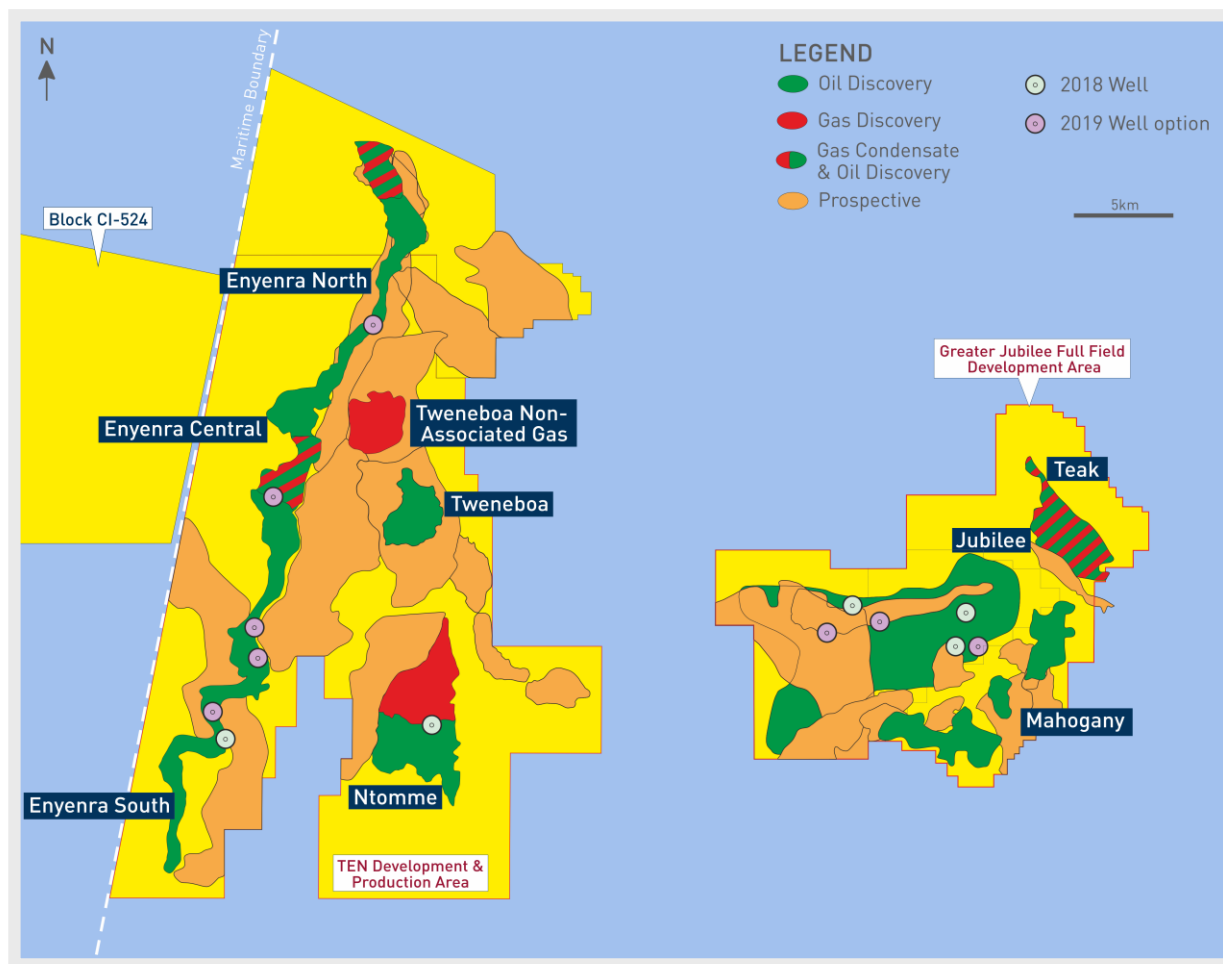 N
Maritime Boundary
LEGEND
Oil Discovery
Gas Discovery
Gas Condensate
& Oil Discovery
Prospective
2018 Well
2019 Well option
5km
Block CI-524
Enyenra North
Enyenra Central
Tweneboa Non-
Associated Gas
Tweneboa
Enyenra South
Ntomme
TEN Development &
Production Area
Greater Jubilee Full Field
Development Area
Teak
Jubilee
Mahogany